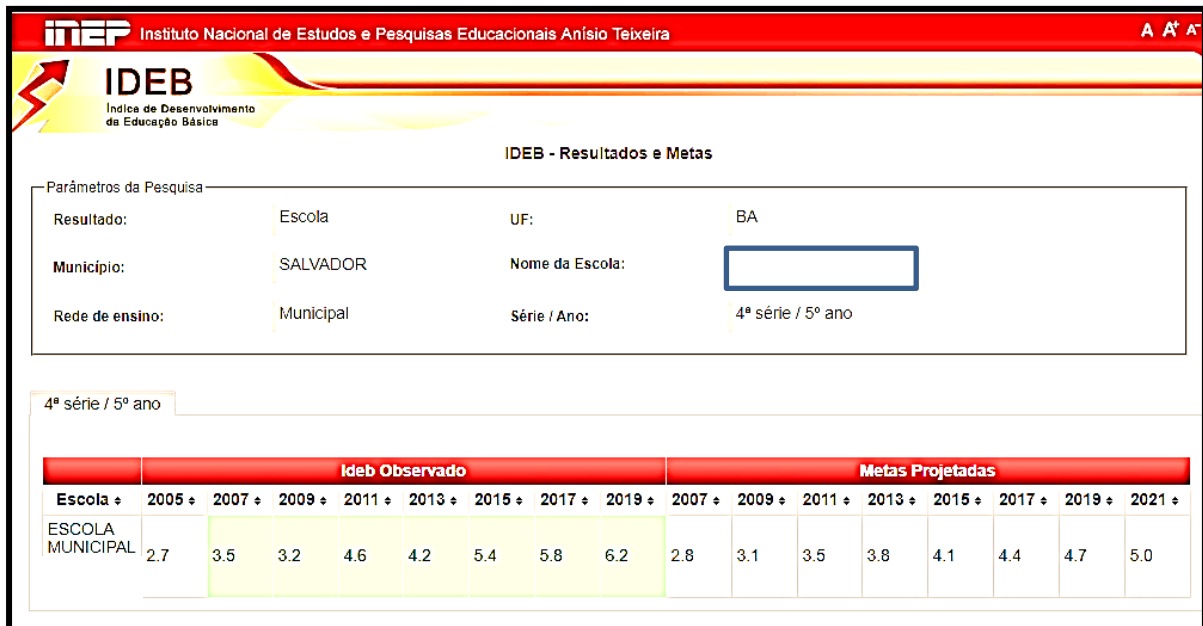 inep Instituto Nacional de Estudos e Pesquisas Educacionais Anísio Teixeira A A+ A-
IDEB
Índice de Desenvolvimento
da Educação Básica
IDEB - Resultados e Metas
Parâmetros da Pesquisa
Resultado: Escola UF: BA
Município: SALVADOR Nome da Escola:
Rede de ensino: Municipal Série / Ano: 4ª série / 5º ano
4ª série / 5º ano
Ideb Observado Metas Projetadas
Escola 2005 2007 2009 2011 2013 2015 2017 2019 2007 2009 2011 2013 2015 2017 2019 2021
ESCOLA
MUNICIPAL 2.7 3.5 3.2 4.6 4.2 5.4 5.8 6.2 2.8 3.1 3.5 3.8 4.1 4.4 4.7 5.0